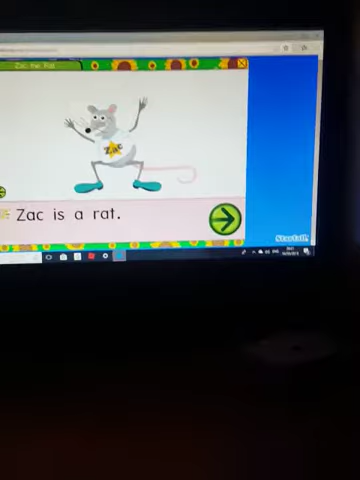 Zac the Rat
Zac
Zac is a rat.
Starfall